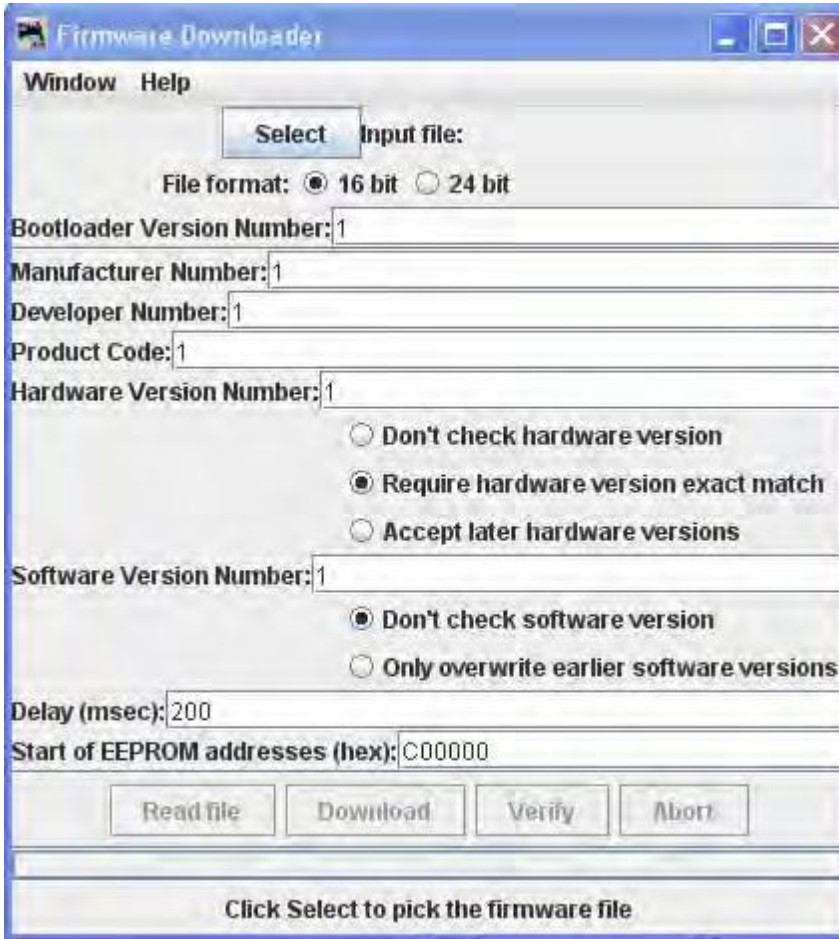 Firmware Downloader
Window Help
Select Input file:
File format: 16 bit 24 bit
Bootloader Version Number: 1
Manufacturer Number: 1
Developer Number: 1
Product Code: 1
Hardware Version Number: 1
Don't check hardware version
Require hardware version exact match
Accept later hardware versions
Software Version Number: 1
Don't check software version
Only overwrite earlier software versions
Delay (msec): 200
Start of EEPROM addresses (hex): C00000
Read file Download Verify Abort
Click Select to pick the firmware file